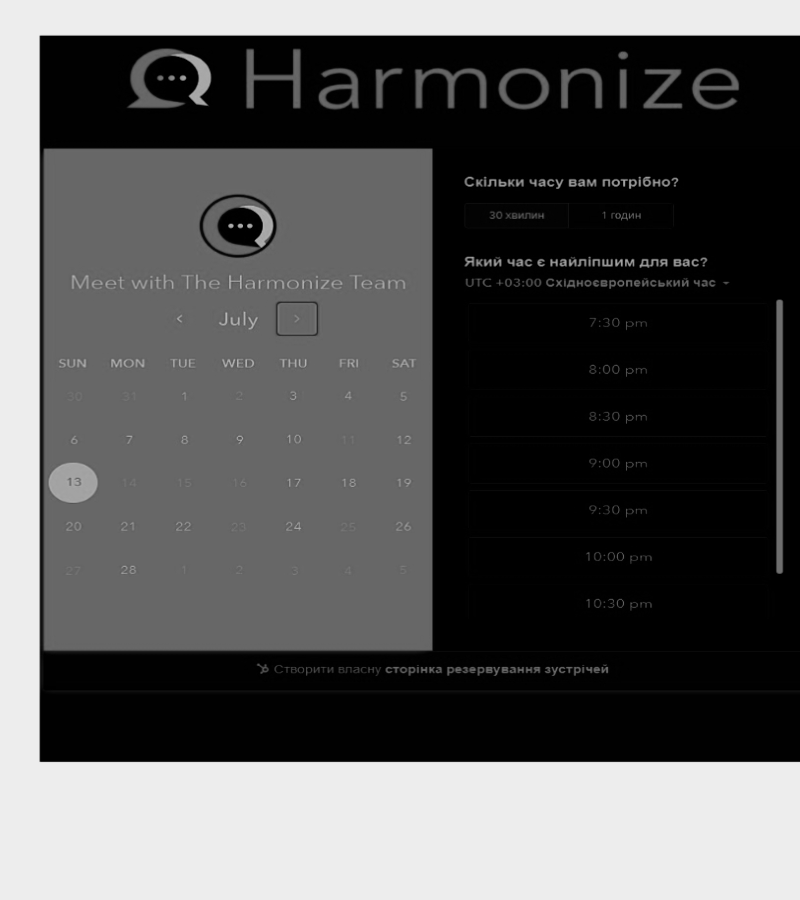 Harmonize
Meet with The Harmonize Team
July
SUN MON TUE WED THU FRI SAT
30 31 1 2 3 4 5
6 7 8 9 10 11 12
13 14 15 16 17 18 19
20 21 22 23 24 25 26
27 28 1 2 3 4 5
Скільки часу вам потрібно?
30 хвилин 1 годин
Який час є найліпшим для вас?
UTC +03:00 Східноєвропейський час
7:30 pm
8:00 pm
8:30 pm
9:00 pm
9:30 pm
10:00 pm
10:30 pm
Створити власну сторінка резервування зустрічей